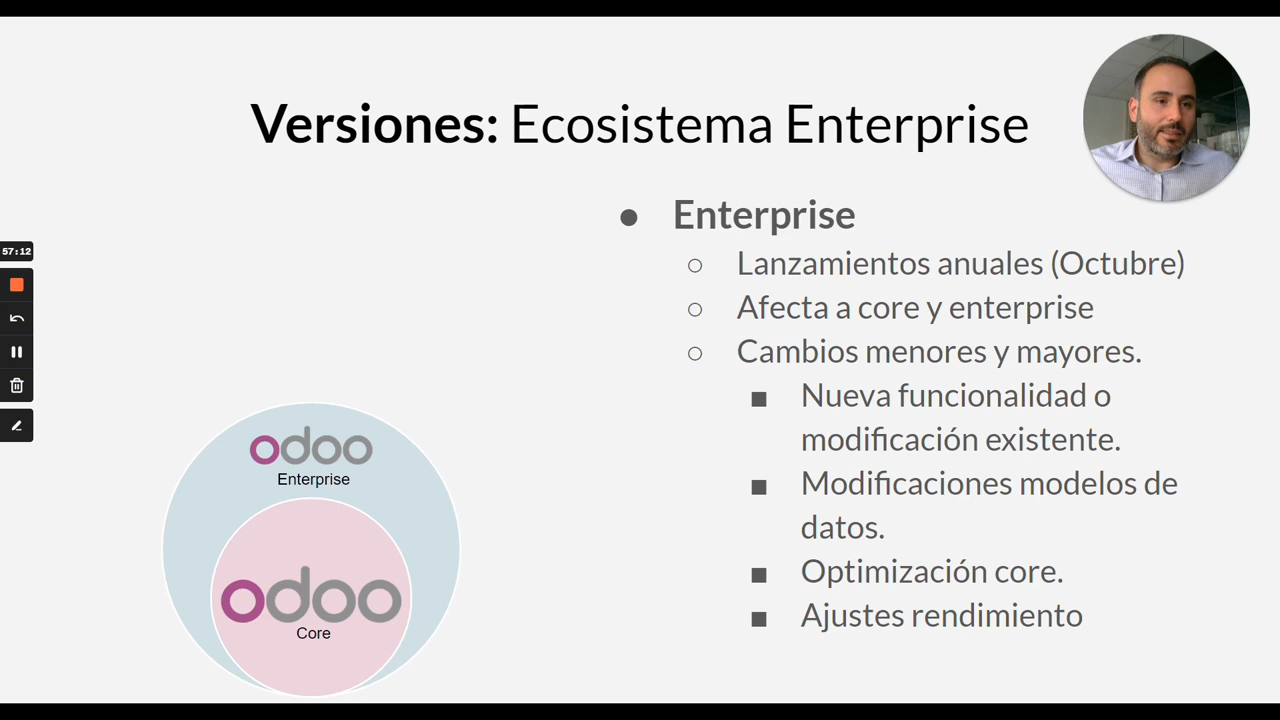 Versiones: Ecosistema Enterprise
● Enterprise
○ Lanzamientos anuales (Octubre)
○ Afecta a core y enterprise
○ Cambios menores y mayores.
■ Nueva funcionalidad o
modificación existente.
■ Modificaciones modelos de
datos.
■ Optimización core.
■ Ajustes rendimiento
57:12
odoo
Enterprise
odoo
Core